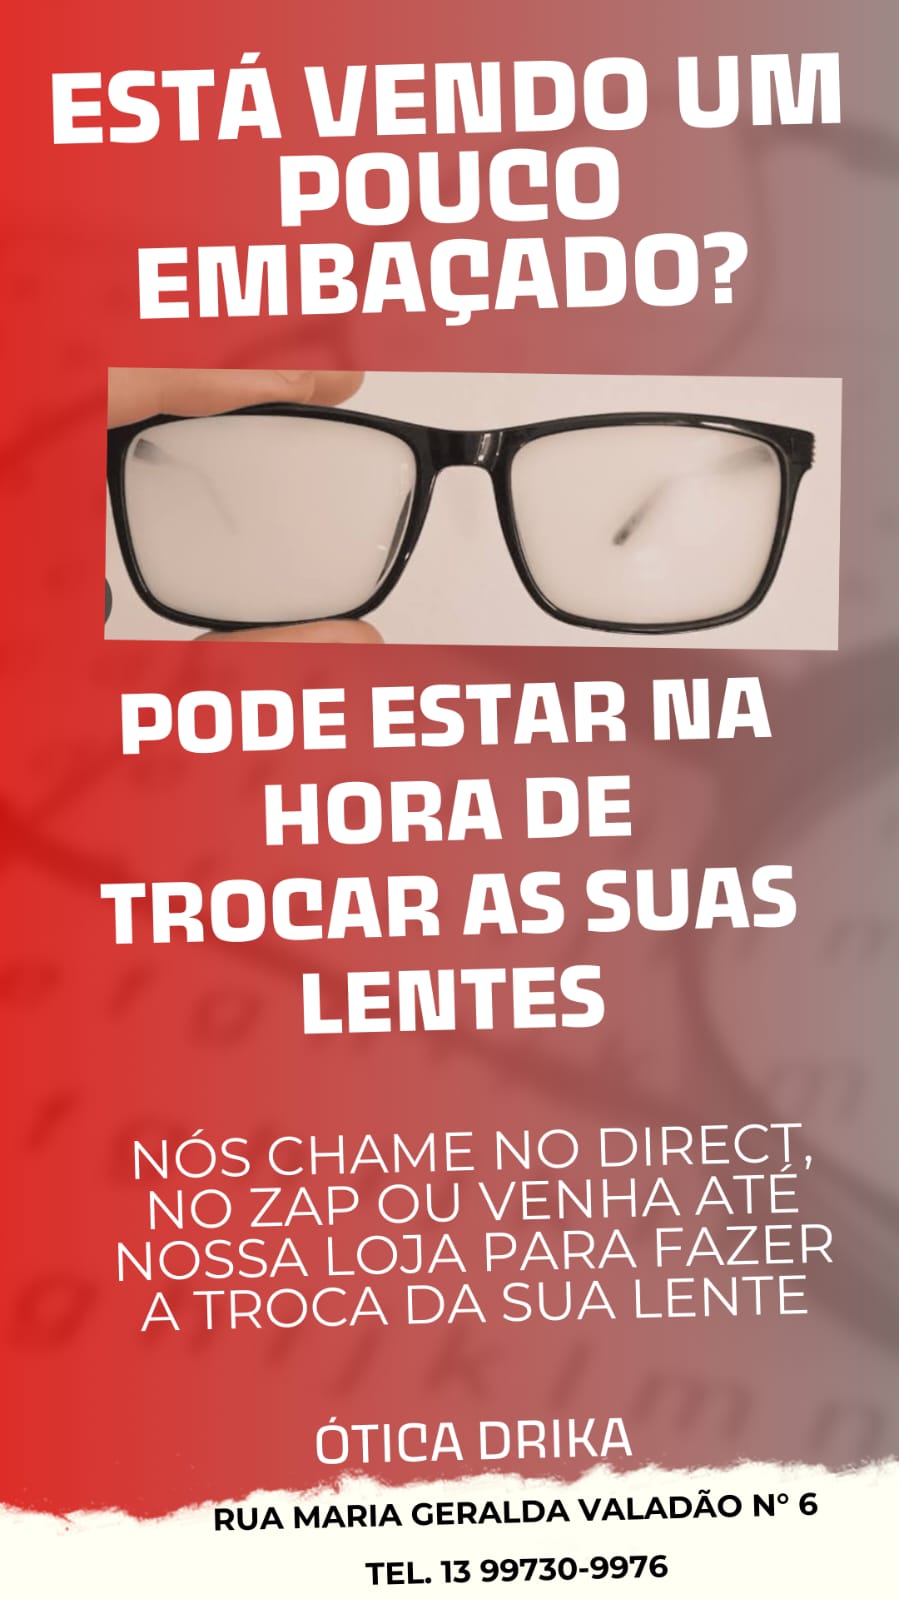 ESTÁ VENDO UM
POUCO
EMBAÇADO?
PODE ESTAR NA
HORA DE
TROCAR AS SUAS
LENTES
NÓS CHAME NO DIRECT,
NO ZAP OU VENHA ATÉ
NOSSA LOJA PARA FAZER
A TROCA DA SUA LENTE
ÓTICA DRIKA
RUA MARIA GERALDA VALADÃO Nº 6
TEL. 13 99730-9976